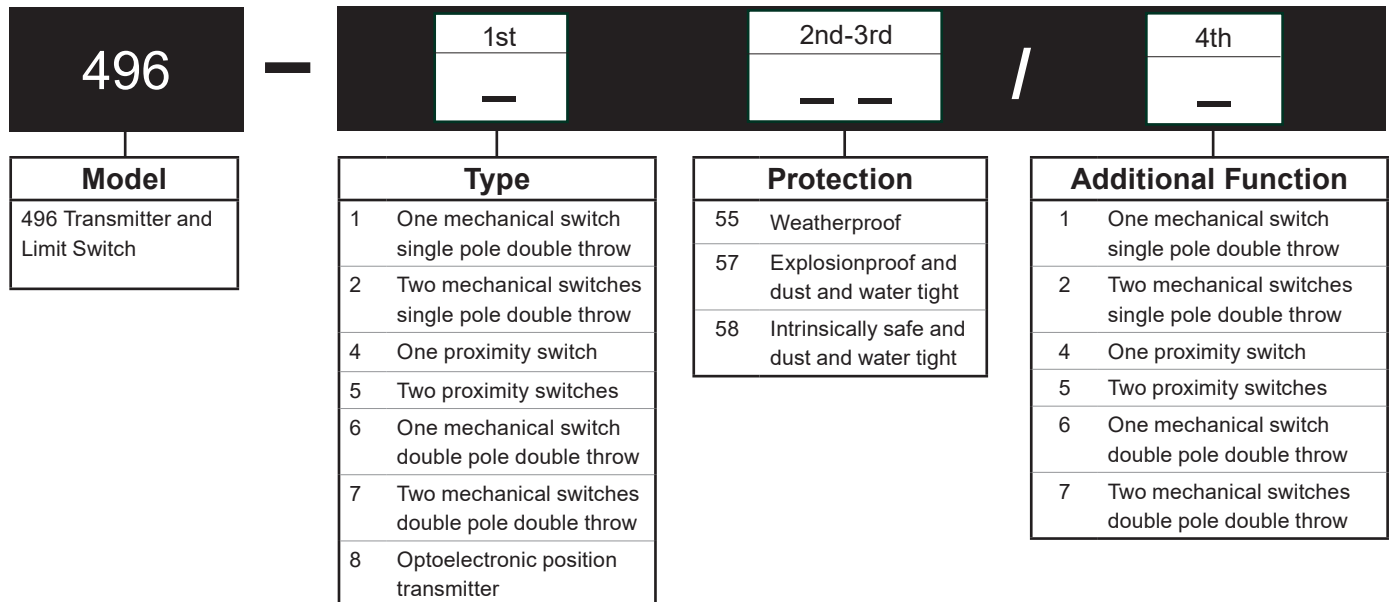 496 – 1st 2nd-3rd / 4th
_ _ _ _
Model
496 Transmitter and
Limit Switch
Type
1 One mechanical switch
single pole double throw
2 Two mechanical switches
single pole double throw
4 One proximity switch
5 Two proximity switches
6 One mechanical switch
double pole double throw
7 Two mechanical switches
double pole double throw
8 Optoelectronic position
transmitter
Protection
55 Weatherproof
57 Explosionproof and
dust and water tight
58 Intrinsically safe and
dust and water tight
Additional Function
1 One mechanical switch
single pole double throw
2 Two mechanical switches
single pole double throw
4 One proximity switch
5 Two proximity switches
6 One mechanical switch
double pole double throw
7 Two mechanical switches
double pole double throw